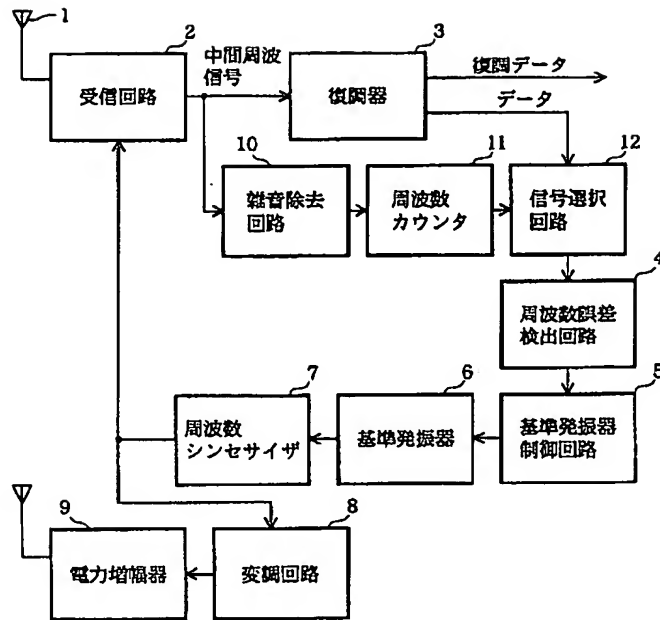 1
2
受信回路
中間周波
信号
3
復調器
復調データ
データ
10
雑音除去
回路
11
周波数
カウンタ
12
信号選択
回路
4
周波数誤差
検出回路
7
周波数
シンセサイザ
6
基準発振器
5
基準発振器
制御回路
9
電力増幅器
8
変調回路